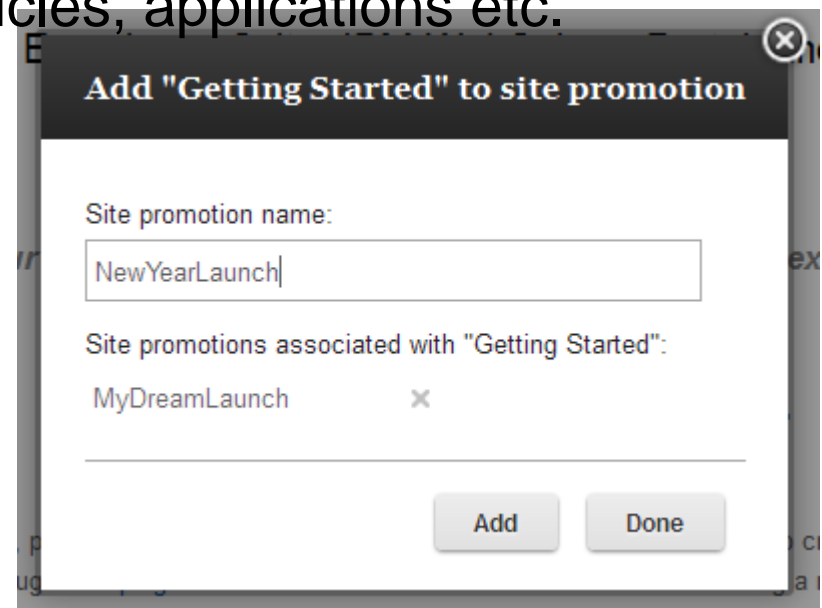 cies, applications etc.
Add "Getting Started" to site promotion
Site promotion name:
NewYearLaunch
Site promotions associated with "Getting Started":
MyDreamLaunch
Add Done